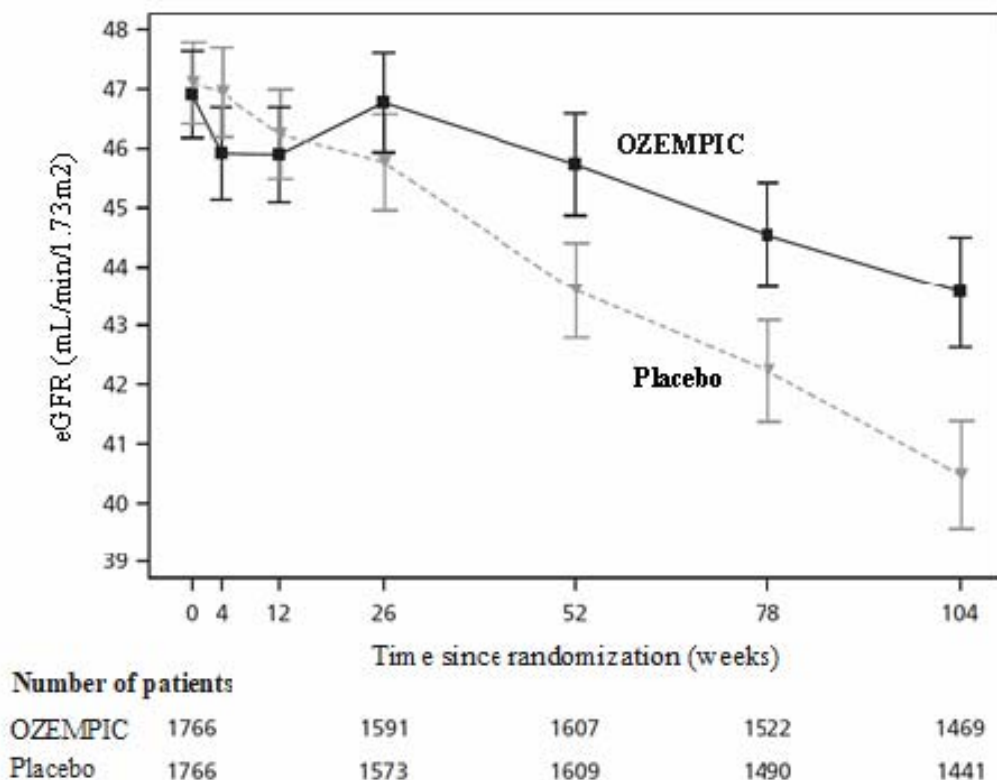 48
47
46
45
44
43
42
41
40
39
eGFR (mL/min/1.73m2)
OZEMPIC
Placebo
0 4 12 26 52 78 104
Time since randomization (weeks)
Number of patients
OZEMPIC 1766 1591 1607 1522 1469
Placebo 1766 1573 1609 1490 1441